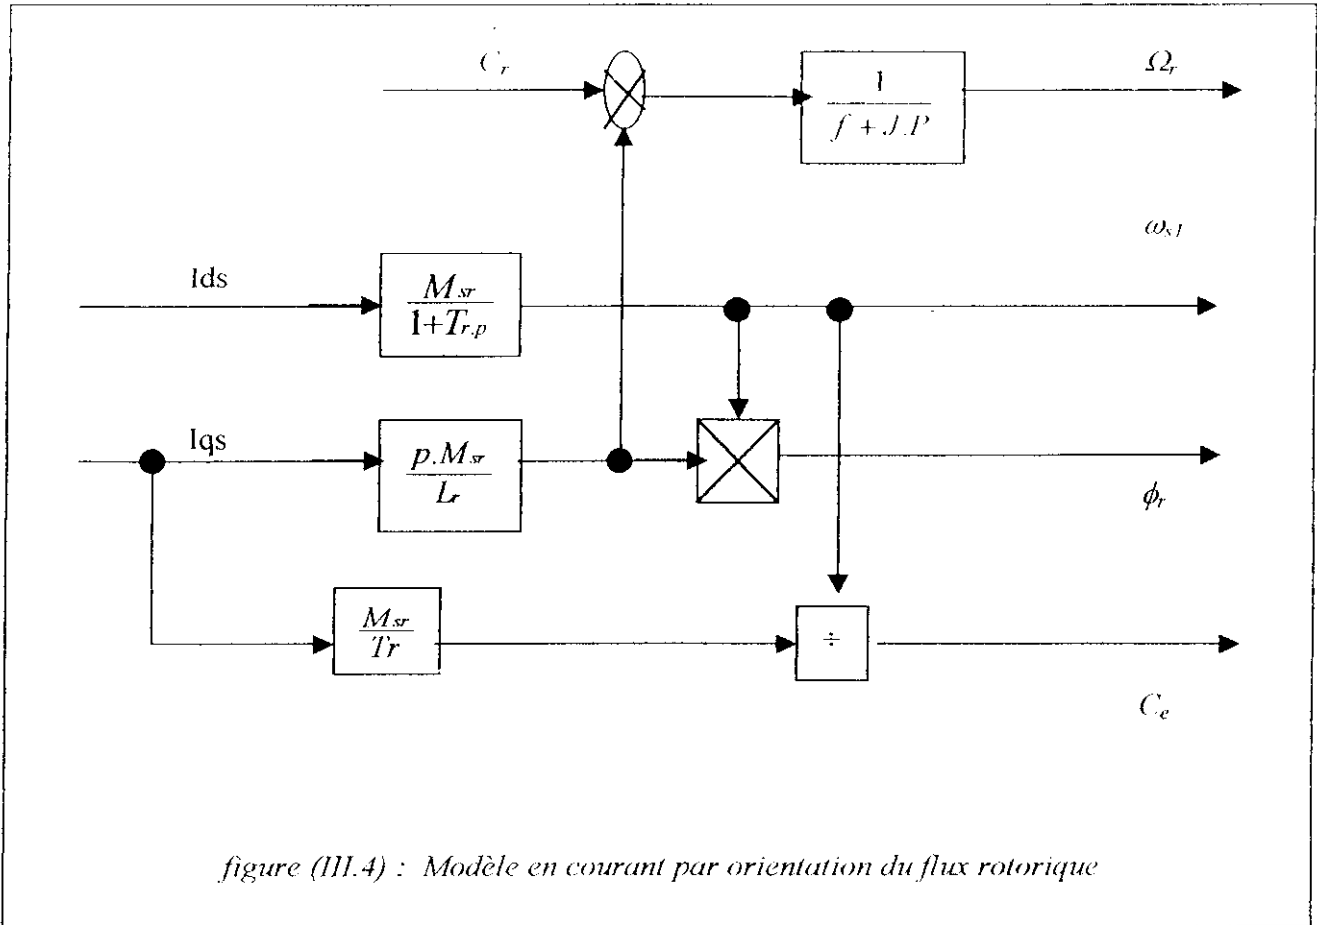 C_r
1
f + J.P
Ω_r
ω_sl
Ids
M_sr
1+T_r.p
Iqs
p.M_sr
L_r
ϕ_r
M_sr
Tr
÷
C_e
figure (III.4) : Modèle en courant par orientation du flux rotorique